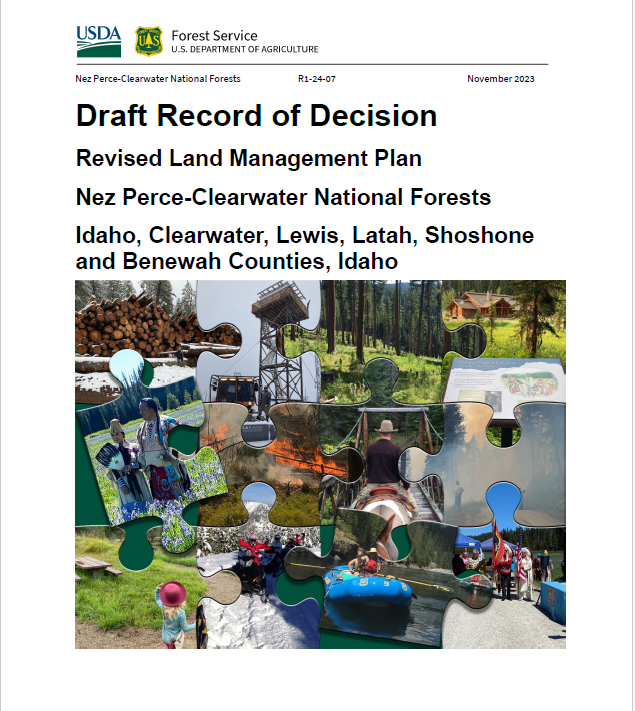 USDA
Forest Service
U.S. DEPARTMENT OF AGRICULTURE
Nez Perce-Clearwater National Forests R1-24-07 November 2023
Draft Record of Decision
Revised Land Management Plan
Nez Perce-Clearwater National Forests
Idaho, Clearwater, Lewis, Latah, Shoshone
and Benewah Counties, Idaho